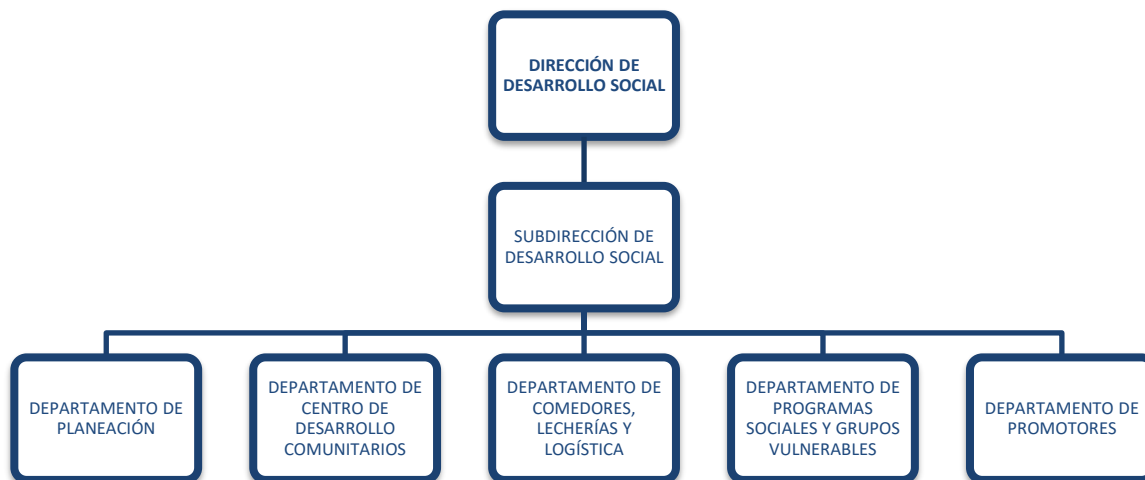 DIRECCIÓN DE
DESARROLLO SOCIAL
SUBDIRECCIÓN DE
DESARROLLO SOCIAL
DEPARTAMENTO DE
PLANEACIÓN
DEPARTAMENTO DE
CENTRO DE
DESARROLLO
COMUNITARIOS
DEPARTAMENTO DE
COMEDORES,
LECHERÍAS Y
LOGÍSTICA
DEPARTAMENTO DE
PROGRAMAS
SOCIALES Y GRUPOS
VULNERABLES
DEPARTAMENTO DE
PROMOTORES